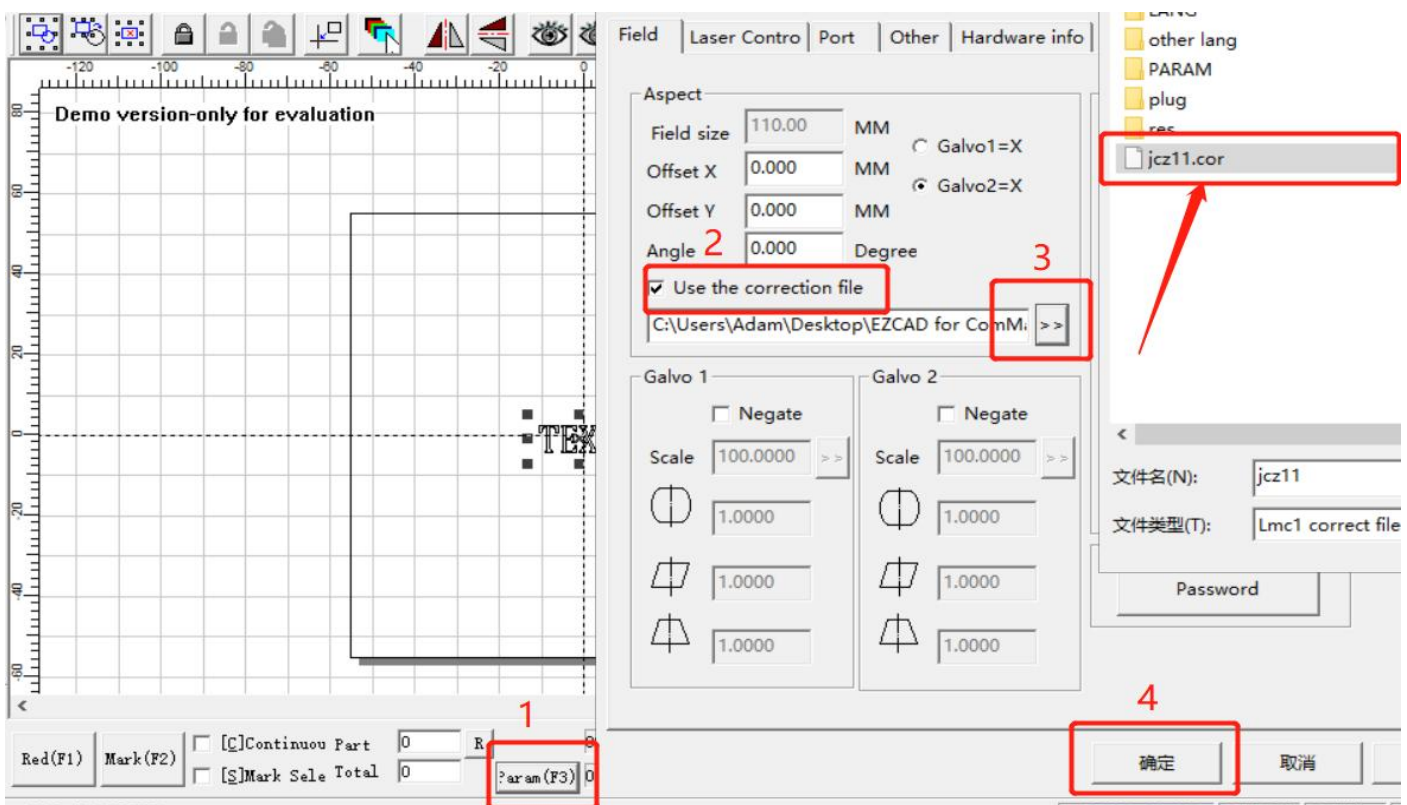 -120 -100 -80 -60 -40 -20 0
80
Demo version-only for evaluation
60
40
20
0
TEX
-20
-40
-60
1
Red(F1)
Mark(F2)
[C]Continuou Part 0 R
[S]Mark Sele Total 0
Param(F3) 0
Field Laser Contro Port Other Hardware info
Aspect
Field size 110.00 MM
Galvo1=X
Offset X 0.000 MM
Galvo2=X
Offset Y 0.000 MM
Angle 0.000 Degree
2
3
Use the correction file
C:\Users\Adam\Desktop\EZCAD for ComMa >>
Galvo 1
Negate
Scale 100.0000 >>
1.0000
1.0000
1.0000
Galvo 2
Negate
Scale 100.0000 >>
1.0000
1.0000
1.0000
LANG
other lang
PARAM
plug
res
jcz11.cor
<
文件名(N): jcz11
文件类型(T): Lmc1 correct file
Password
4
确定
取消